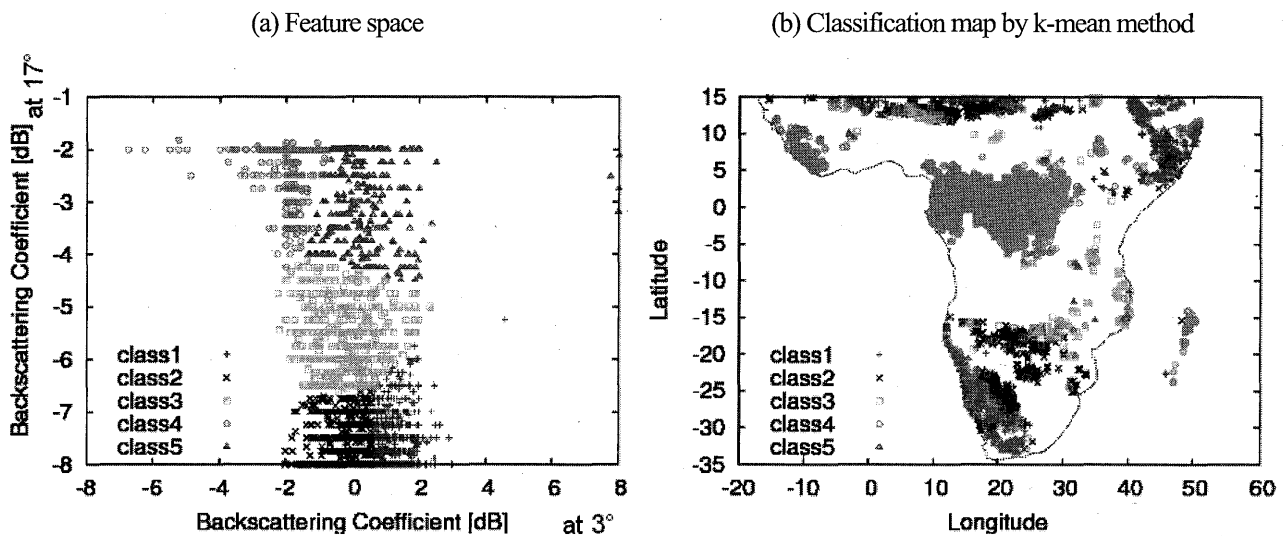 (a) Feature space
Backscattering Coefficient [dB] at 17°
-1
-2
-3
-4
-5
-6
-7
-8
class1
class2
class3
class4
class5
-8 -6 -4 -2 0 2 4 6 8
Backscattering Coefficient [dB] at 3°
(b) Classification map by k-mean method
Latitude
15
10
5
0
-5
-10
-15
-20
-25
-30
-35
class1
class2
class3
class4
class5
-20 -10 0 10 20 30 40 50 60
Longitude